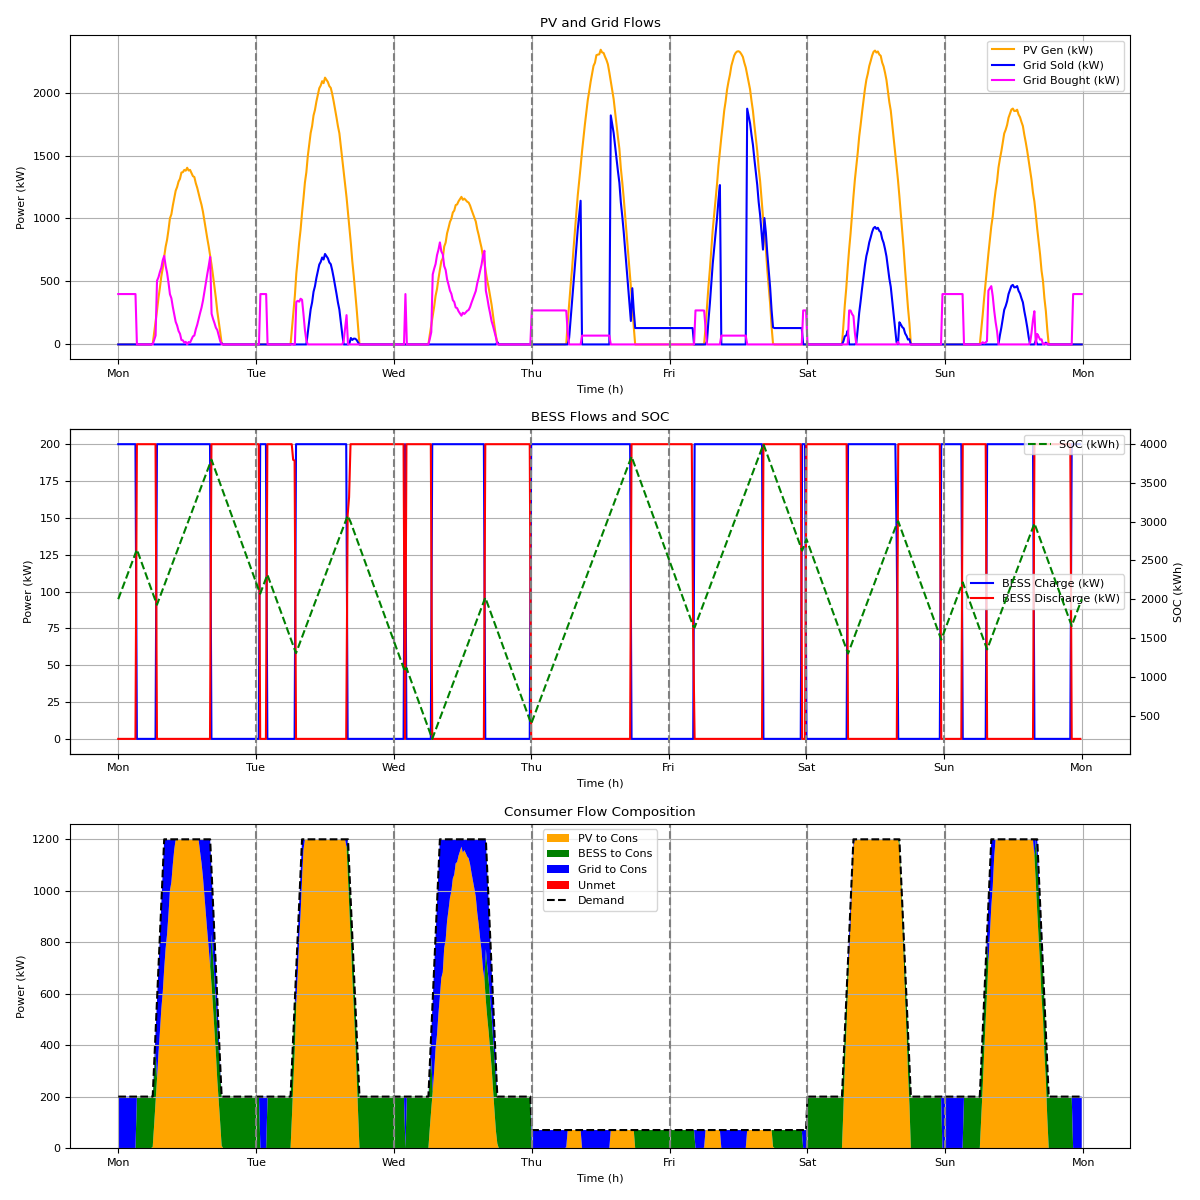 PV and Grid Flows
PV Gen (kW)
Grid Sold (kW)
Grid Bought (kW)
Power (kW)
2000
1500
1000
500
0
Mon Tue Wed Thu Fri Sat Sun Mon
Time (h)
BESS Flows and SOC
SOC (kWh)
BESS Charge (kW)
BESS Discharge (kW)
Power (kW)
200
175
150
125
100
75
50
25
0
4000
3500
3000
2500
2000
1500
1000
500
SOC (kWh)
Mon Tue Wed Thu Fri Sat Sun Mon
Time (h)
Consumer Flow Composition
PV to Cons
BESS to Cons
Grid to Cons
Unmet
Demand
Power (kW)
1200
1000
800
600
400
200
0
Mon Tue Wed Thu Fri Sat Sun Mon
Time (h)